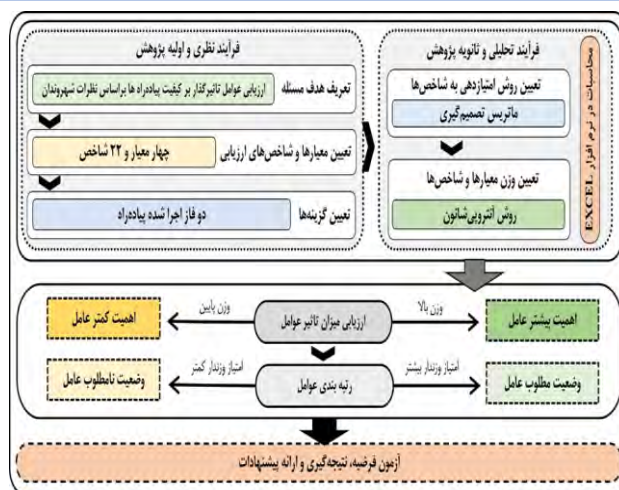 فرآیند نظری و اولیه پژوهش
تعریف هدف مسئله
ارزیابی عوامل تاثیرگذار بر کیفیت پیاده‌راه ها براساس نظرات شهروندان
تعیین معیارها و شاخص‌های ارزیابی
چهار معیار و ۲۲ شاخص
تعیین گزینه‌ها
دو فاز اجرا شده پیاده‌راه
فرآیند تحلیلی و ثانویه پژوهش
تعیین روش امتیازدهی به شاخص‌ها
ماتریس تصمیم‌گیری
تعیین وزن معیارها و شاخص‌ها
روش آنتروپی‌شانون
محاسبات در نرم افزار EXCEL
اهمیت بیشتر عامل
وزن بالا
ارزیابی میزان تاثیر عوامل
وزن پایین
اهمیت کمتر عامل
وضعیت مطلوب عامل
امتیاز وزندار بیشتر
رتبه بندی عوامل
امتیاز وزندار کمتر
وضعیت نامطلوب عامل
آزمون فرضیه، نتیجه‌گیری و ارائه پیشنهادات